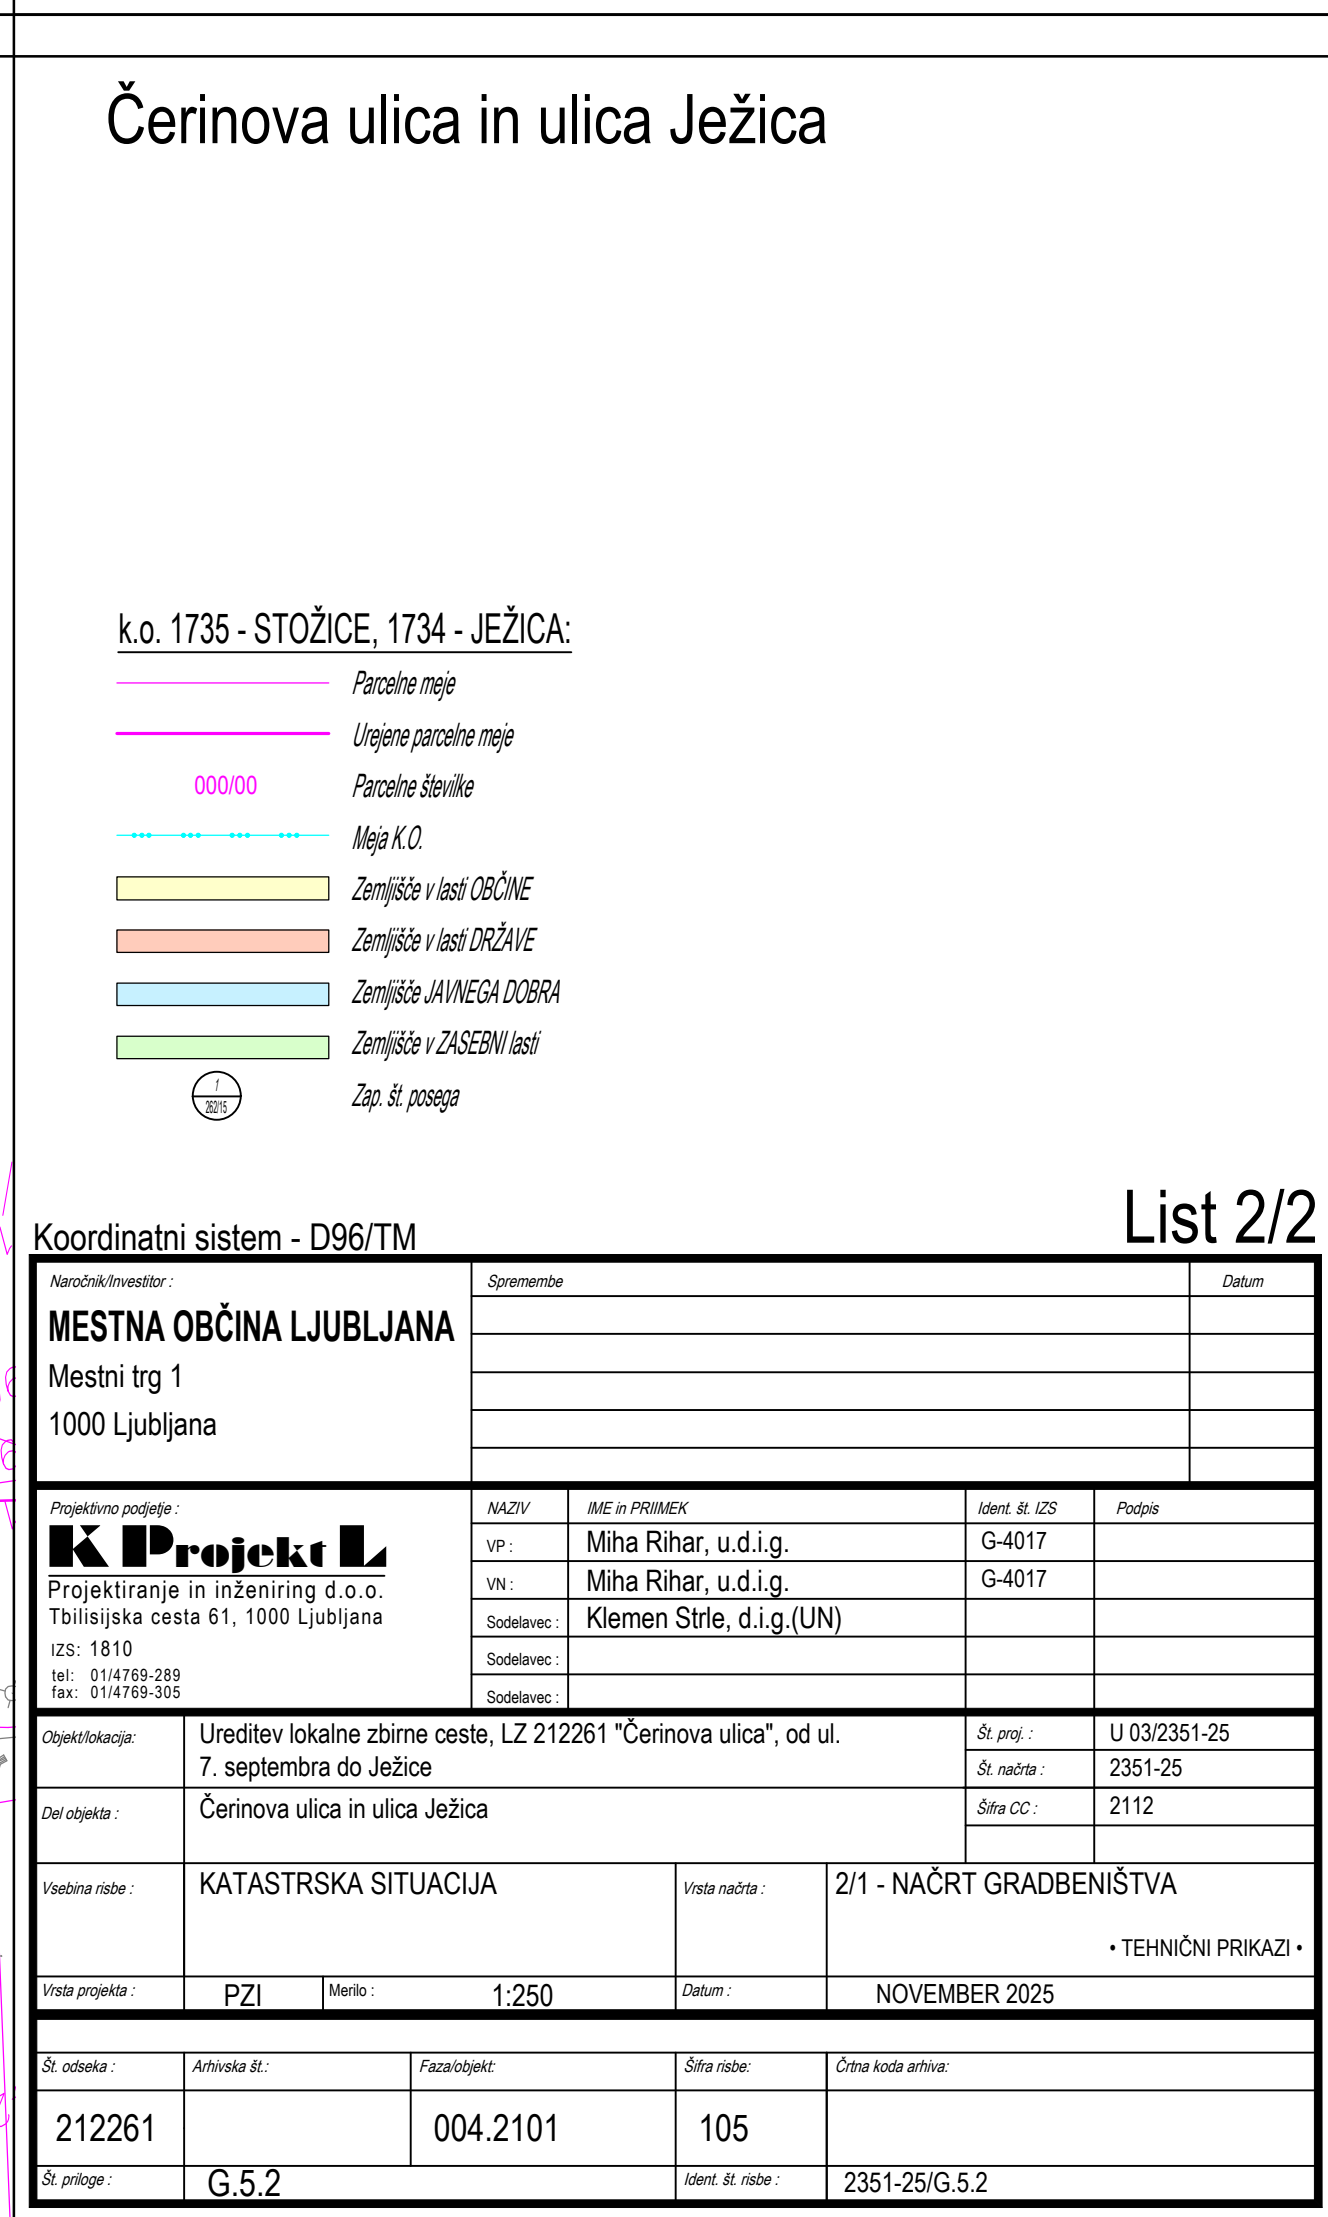 Čerinova ulica in ulica Ježica
k.o. 1735 - STOŽICE, 1734 - JEŽICA:
Parcelne meje
Urejene parcelne meje
000/00 Parcelne številke
Meja K.O.
Zemljišče v lasti OBČINE
Zemljišče v lasti DRŽAVE
Zemljišče JAVNEGA DOBRA
Zemljišče v ZASEBNI lasti
1
262/15
Zap. št. posega
List 2/2
Koordinatni sistem - D96/TM
Naročnik/Investitor :
MESTNA OBČINA LJUBLJANA
Mestni trg 1
1000 Ljubljana
Spremembe Datum
Projektivno podjetje :
K Projekt L
Projektiranje in inženiring d.o.o.
Tbilisijska cesta 61, 1000 Ljubljana
IZS: 1810
tel: 01/4769-289
fax: 01/4769-305
NAZIV IME in PRIIMEK Ident. št. IZS Podpis
VP : Miha Rihar, u.d.i.g. G-4017
VN : Miha Rihar, u.d.i.g. G-4017
Sodelavec : Klemen Strle, d.i.g.(UN)
Sodelavec :
Sodelavec :
Objekt/lokacija: Ureditev lokalne zbirne ceste, LZ 212261 "Čerinova ulica", od ul.
7. septembra do Ježice
Št. proj. : U 03/2351-25
Št. načrta : 2351-25
Del objekta : Čerinova ulica in ulica Ježica
Šifra CC : 2112
Vsebina risbe : KATASTRSKA SITUACIJA
Vrsta načrta : 2/1 - NAČRT GRADBENIŠTVA
• TEHNIČNI PRIKAZI •
Vrsta projekta : PZI Merilo : 1:250 Datum : NOVEMBER 2025
Št. odseka : Arhivska št.: Faza/objekt: Šifra risbe: Črtna koda arhiva:
212261 004.2101 105
Št. priloge : G.5.2 Ident. št. risbe : 2351-25/G.5.2